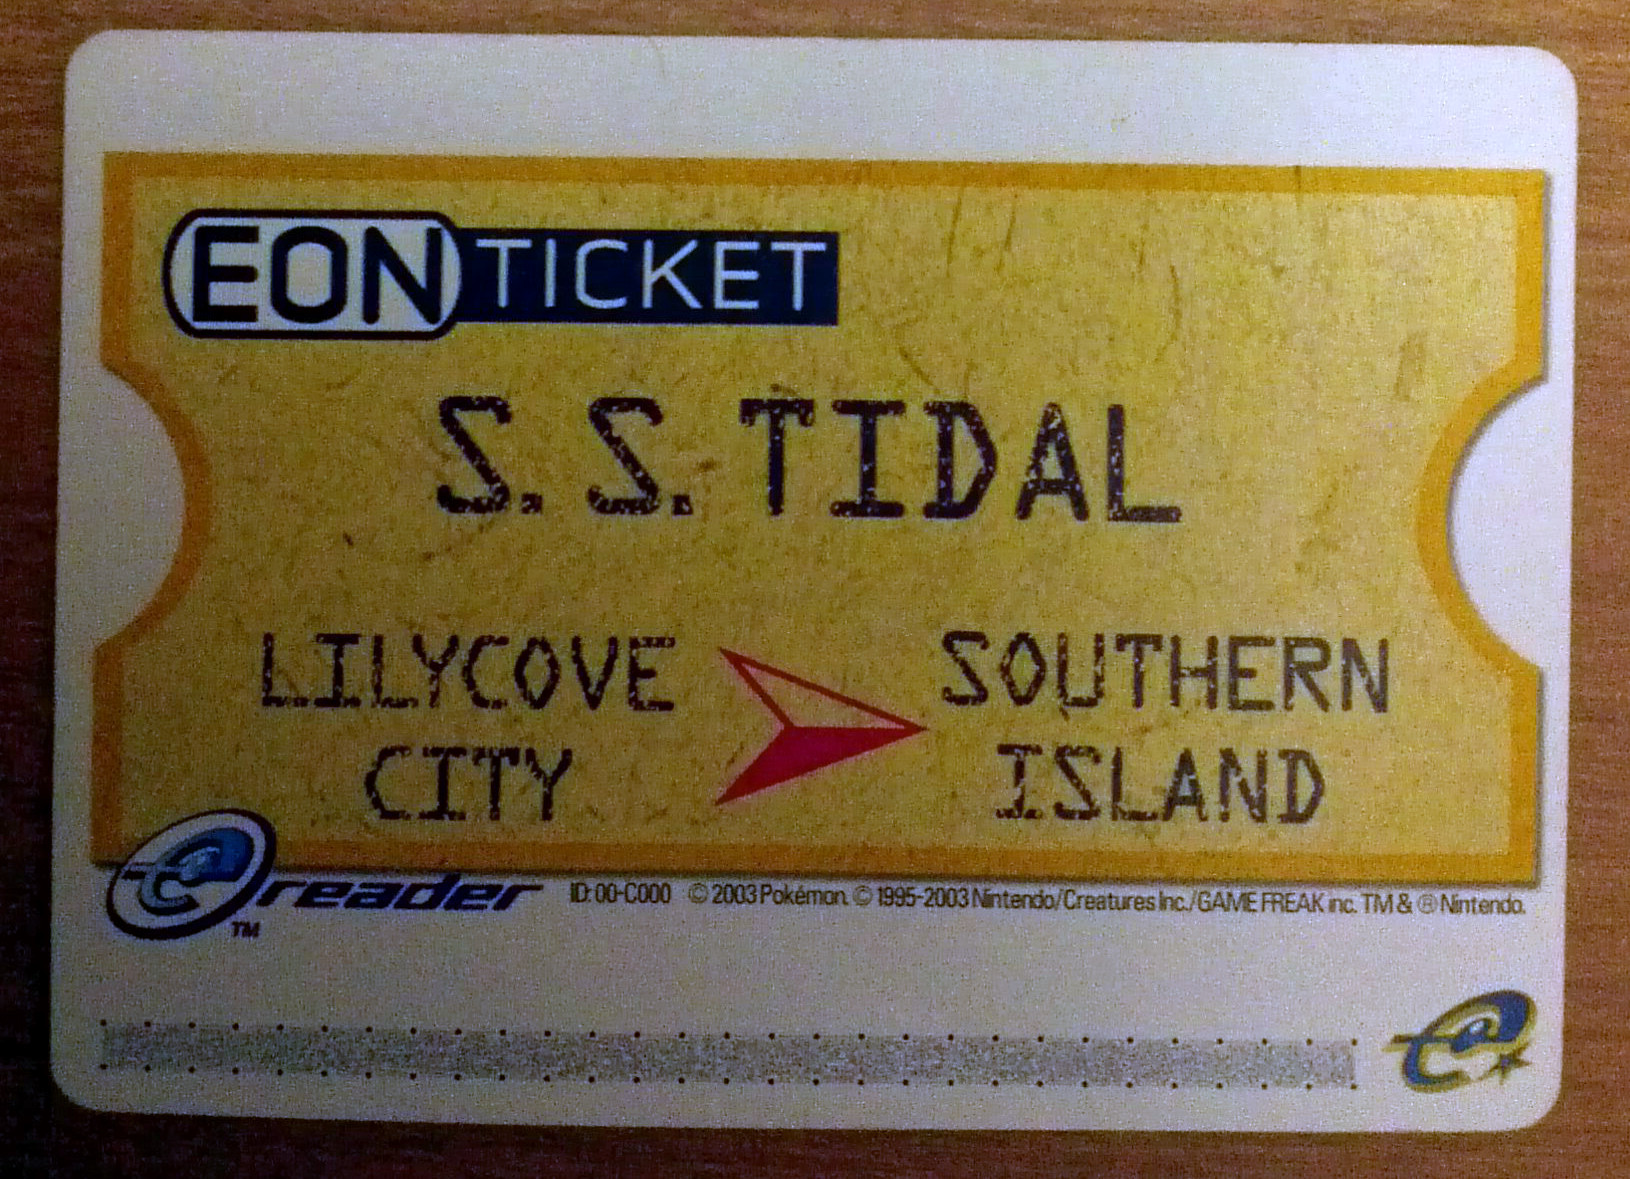 EON TICKET
S.S.TIDAL
LILYCOVE
CITY
SOUTHERN
ISLAND
e reader TM
ID: 00-C000 © 2003 Pokémon. © 1995-2003 Nintendo/Creatures Inc./GAME FREAK inc. TM & ® Nintendo.
e